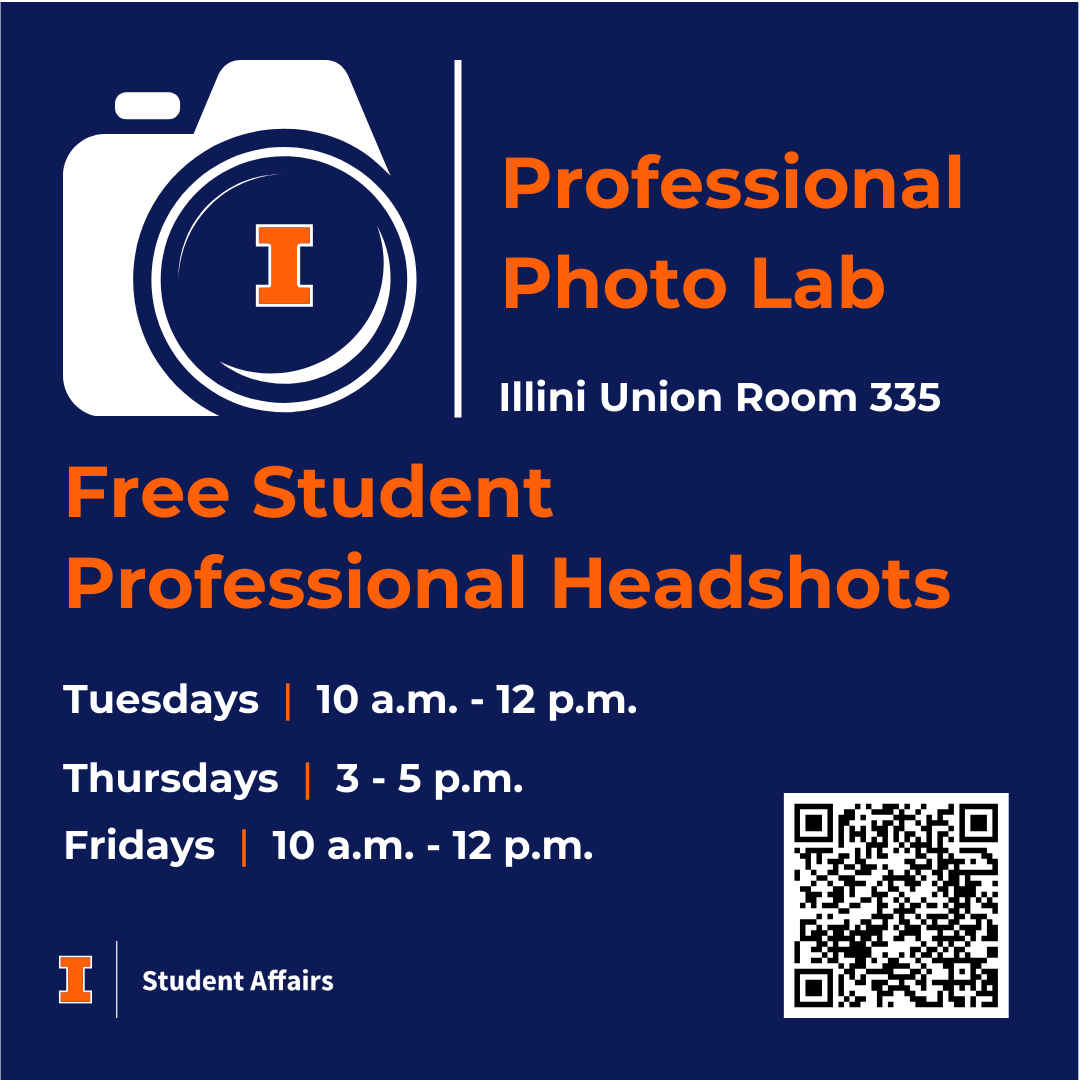 I
Professional
Photo Lab
Illini Union Room 335
Free Student
Professional Headshots
Tuesdays | 10 a.m. - 12 p.m.
Thursdays | 3 - 5 p.m.
Fridays | 10 a.m. - 12 p.m.
I | Student Affairs